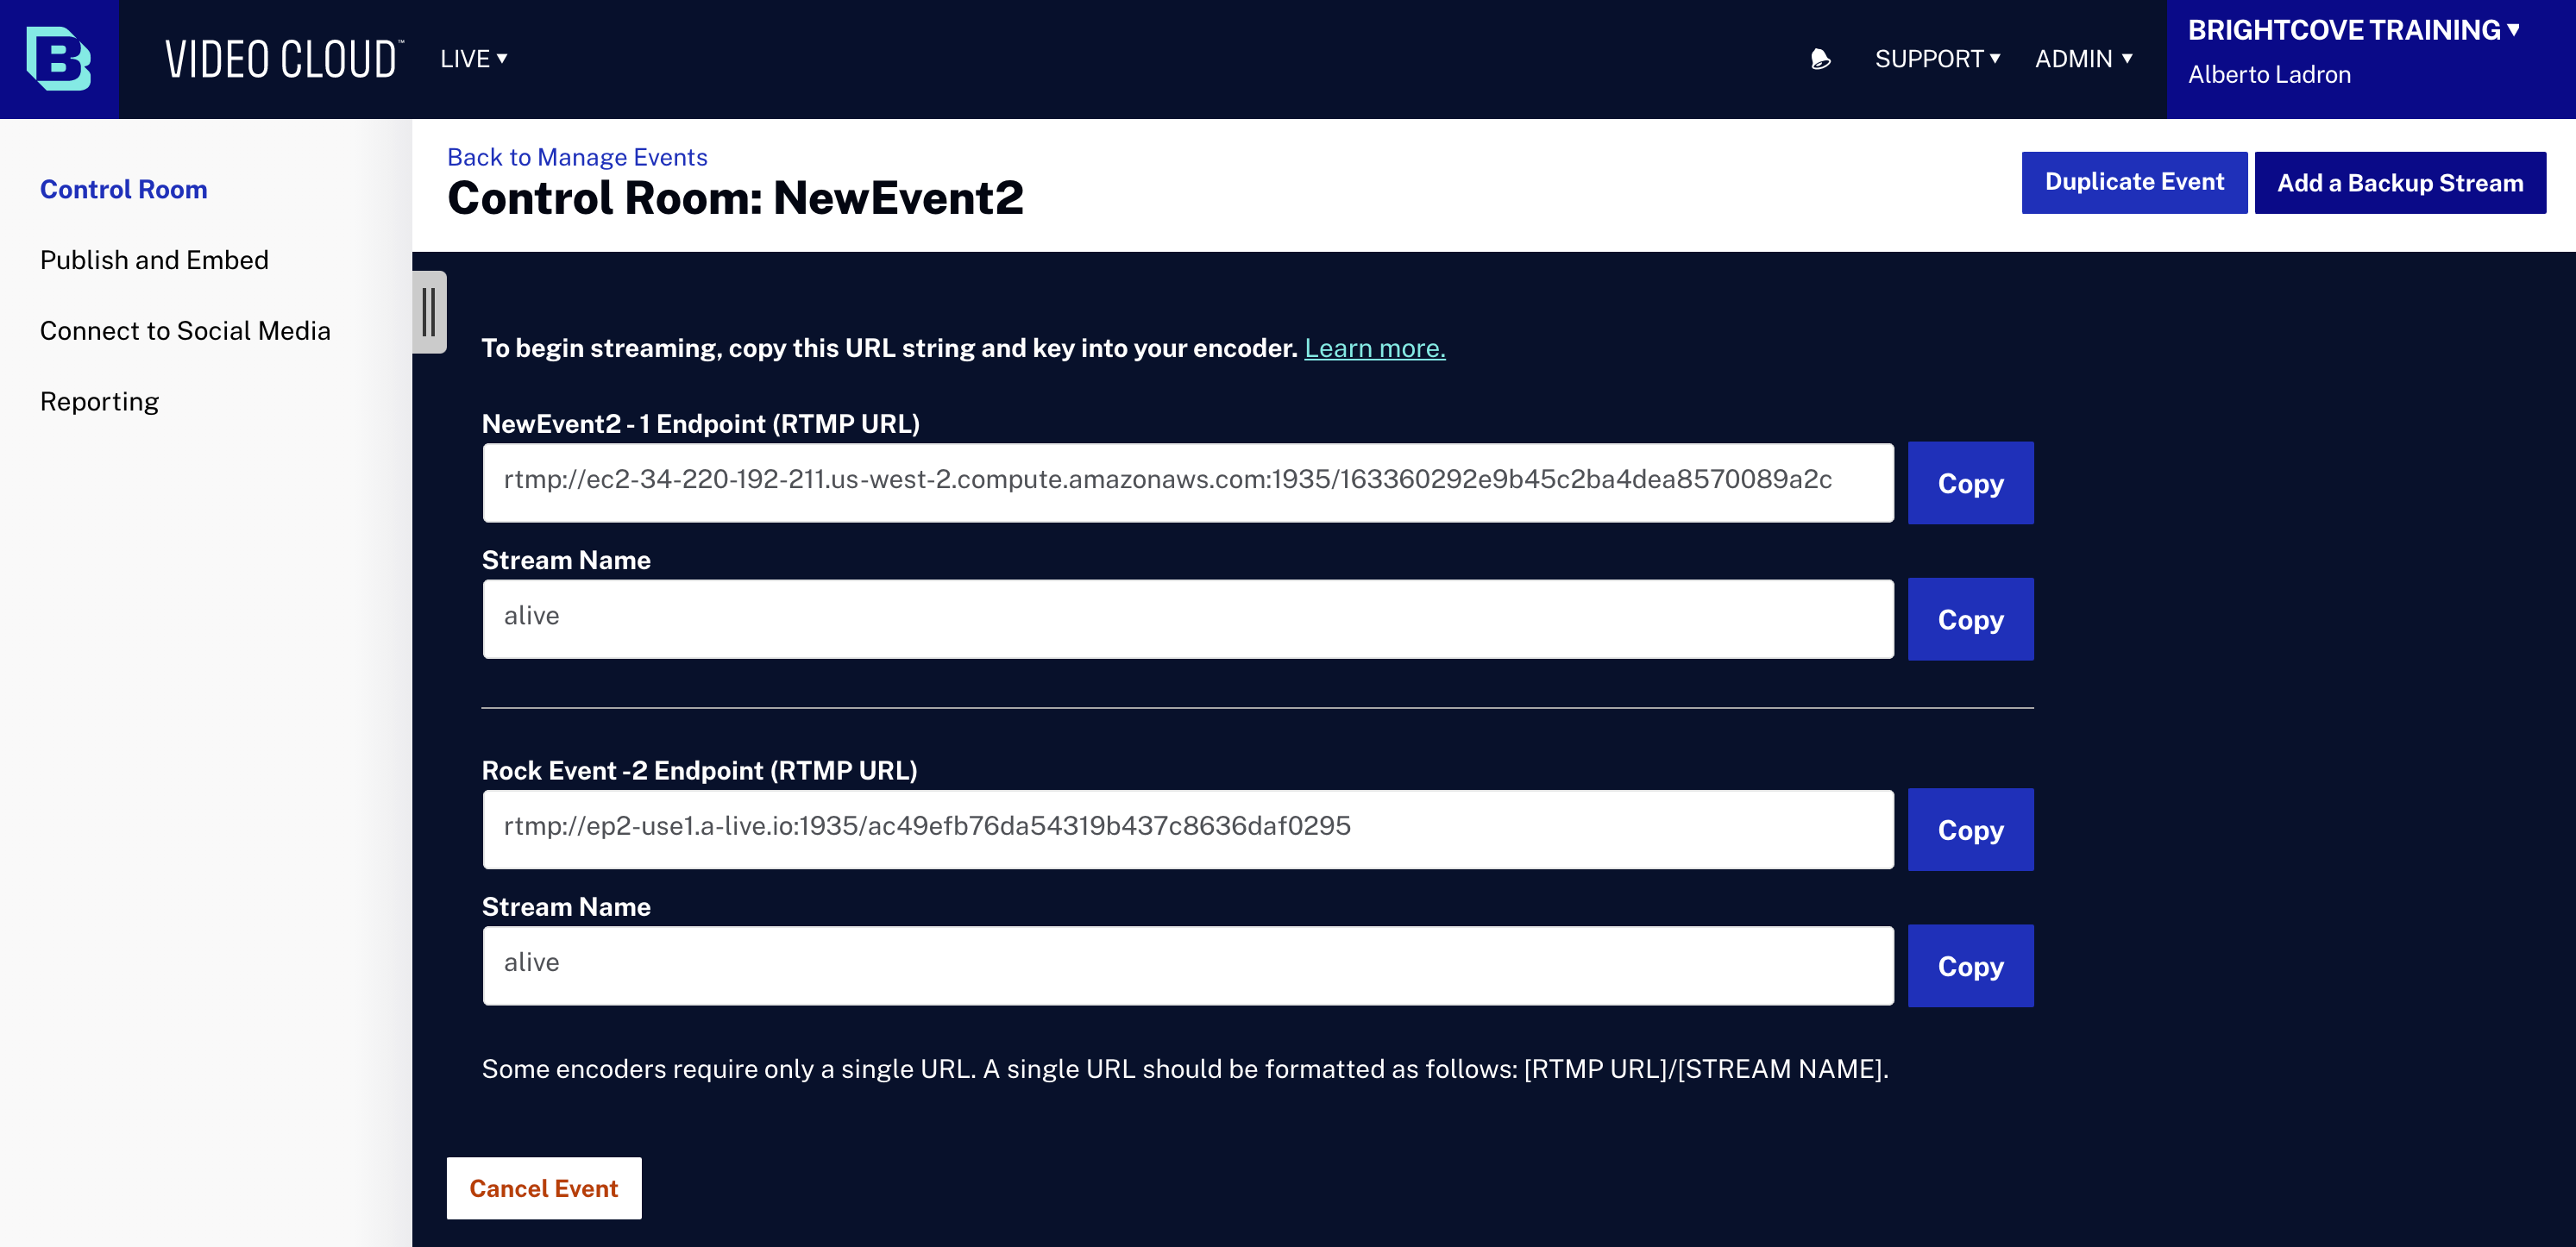 B
VIDEO CLOUD™
LIVE ▾
SUPPORT ▾
ADMIN ▾
BRIGHTCOVE TRAINING ▾
Alberto Ladron
Control Room
Publish and Embed
Connect to Social Media
Reporting
Back to Manage Events
Control Room: NewEvent2
Duplicate Event
Add a Backup Stream
To begin streaming, copy this URL string and key into your encoder. Learn more.
NewEvent2 - 1 Endpoint (RTMP URL)
rtmp://ec2-34-220-192-211.us-west-2.compute.amazonaws.com:1935/163360292e9b45c2ba4dea8570089a2c
Copy
Stream Name
alive
Copy
Rock Event -2 Endpoint (RTMP URL)
rtmp://ep2-use1.a-live.io:1935/ac49efb76da54319b437c8636daf0295
Copy
Stream Name
alive
Copy
Some encoders require only a single URL. A single URL should be formatted as follows: [RTMP URL]/[STREAM NAME].
Cancel Event